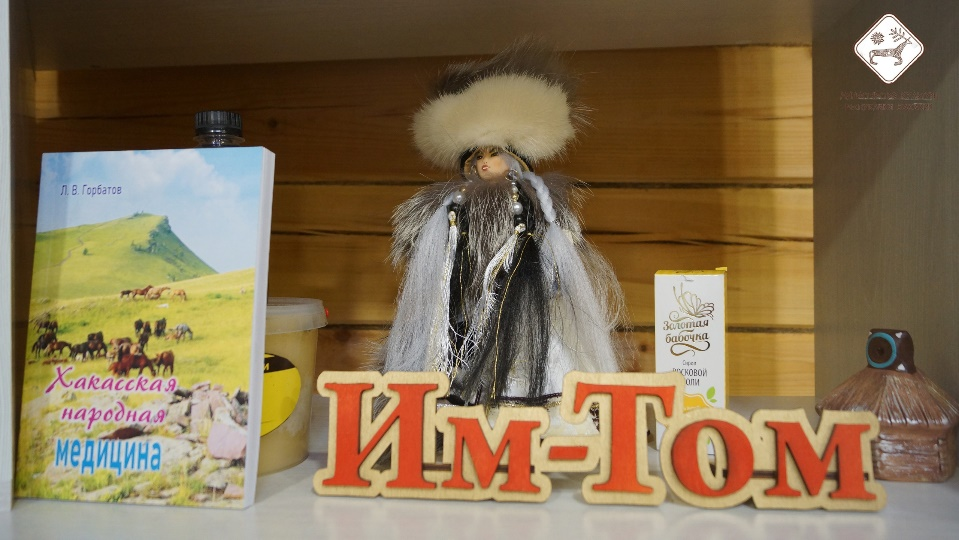 Л. В. Горбатов
Хакасская
народная
медицина
Золотая
бабочка
Им-Том